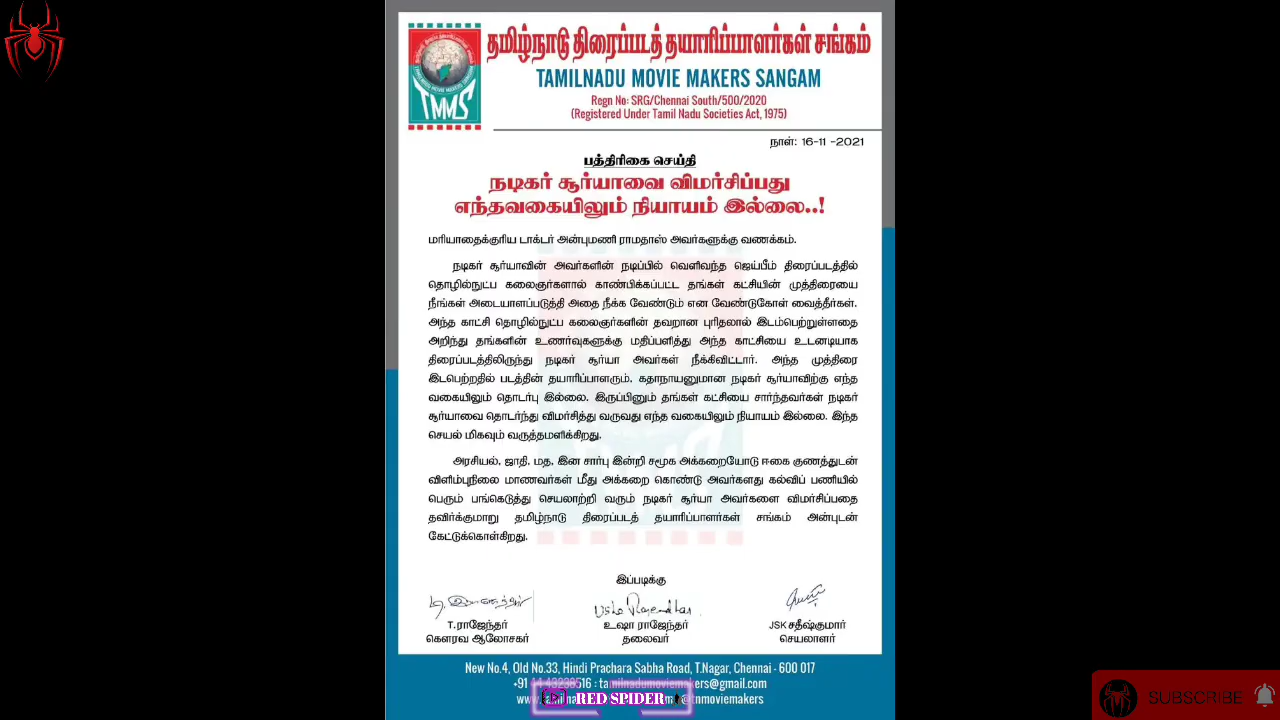 தமிழ்நாடு திரைப்படத் தயாரிப்பாளர்கள் சங்கம்
TAMILNADU MOVIE MAKERS SANGAM
Regn No: SRG/Chennai South/500/2020
(Registered Under Tamil Nadu Societies Act, 1975)
TMMS
நாள்: 16-11 -2021
பத்திரிகை செய்தி
நடிகர் சூர்யாவை விமர்சிப்பது
எந்தவகையிலும் நியாயம் இல்லை..!
மரியாதைக்குரிய டாக்டர் அன்புமணி ராமதாஸ் அவர்களுக்கு வணக்கம்.
நடிகர் சூர்யாவின் அவர்களின் நடிப்பில் வெளிவந்த ஜெய்பீம் திரைப்படத்தில்
தொழில்நுட்ப கலைஞர்களால் காண்பிக்கப்பட்ட தங்கள் கட்சியின் முத்திரையை
நீங்கள் அடையாளப்படுத்தி அதை நீக்க வேண்டும் என வேண்டுகோள் வைத்தீர்கள்.
அந்த காட்சி தொழில்நுட்ப கலைஞர்களின் தவறான புரிதலால் இடம்பெற்றுள்ளதை
அறிந்து தங்களின் உணர்வுகளுக்கு மதிப்பளித்து அந்த காட்சியை உடனடியாக
திரைப்படத்திலிருந்து நடிகர் சூர்யா அவர்கள் நீக்கிவிட்டார். அந்த முத்திரை
இடபெற்றதில் படத்தின் தயாரிப்பாளரும், கதாநாயனுமான நடிகர் சூர்யாவிற்கு எந்த
வகையிலும் தொடர்பு இல்லை. இருப்பினும் தங்கள் கட்சியை சார்ந்தவர்கள் நடிகர்
சூர்யாவை தொடர்ந்து விமர்சித்து வருவது எந்த வகையிலும் நியாயம் இல்லை. இந்த
செயல் மிகவும் வருத்தமளிக்கிறது.
அரசியல், ஜாதி, மத, இன சார்பு இன்றி சமூக அக்கறையோடு ஈகை குணத்துடன்
விளிம்புநிலை மாணவர்கள் மீது அக்கறை கொண்டு அவர்களது கல்விப் பணியில்
பெரும் பங்கெடுத்து செயலாற்றி வரும் நடிகர் சூர்யா அவர்களை விமர்சிப்பதை
தவிர்க்குமாறு தமிழ்நாடு திரைப்படத் தயாரிப்பாளர்கள் சங்கம் அன்புடன்
கேட்டுக்கொள்கிறது.
இப்படிக்கு
Usha Rajendhar
T.ராஜேந்தர் உஷா ராஜேந்தர் JSK சதீஷ்குமார்
கௌரவ ஆலோசகர் தலைவர் செயலாளர்
New No.4, Old No.33, Hindi Prachara Sabha Road, T.Nagar, Chennai - 600 017
+91 : tamilnadumoviemakers@gmail.com
RED SPIDER
SUBSCRIBE